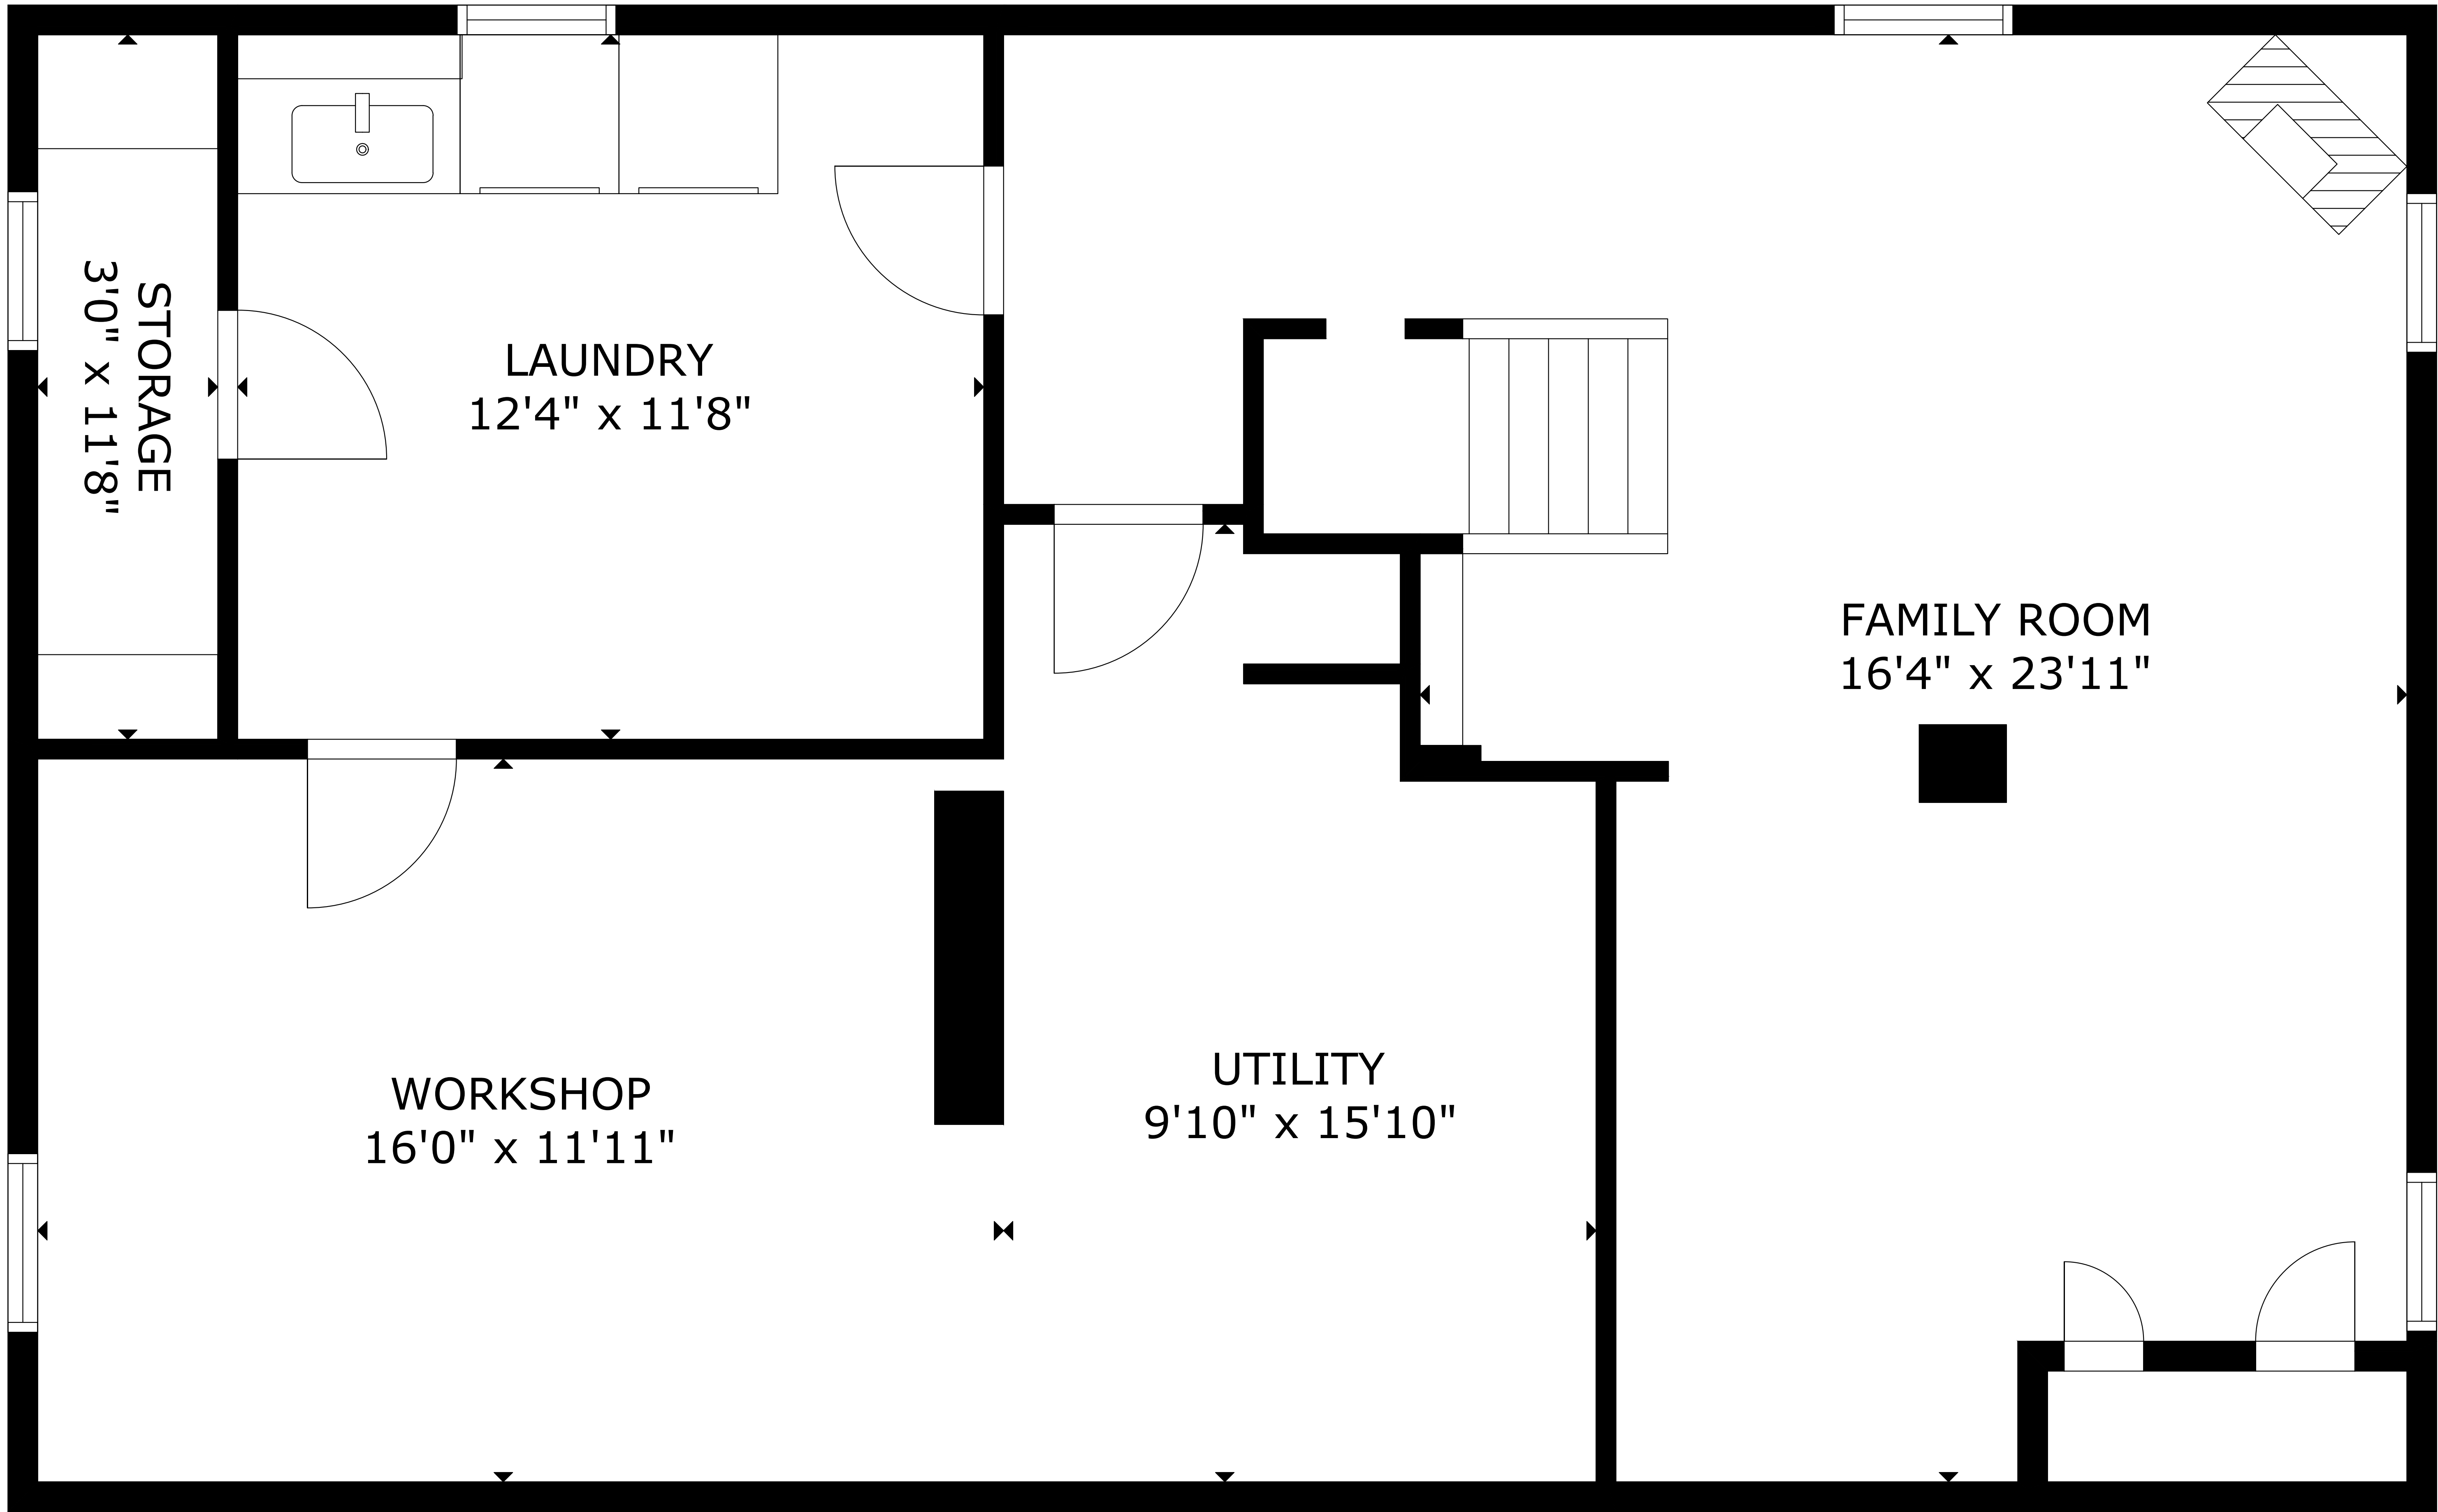 STORAGE
3'0" x 11'8"
LAUNDRY
12'4" x 11'8"
FAMILY ROOM
16'4" x 23'11"
WORKSHOP
16'0" x 11'11"
UTILITY
9'10" x 15'10"